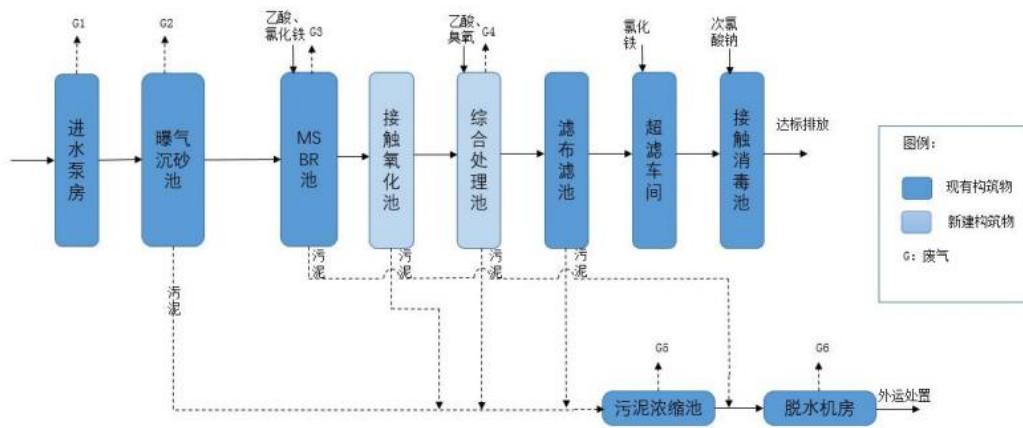 G1
G2
乙酸、
氯化铁
G3
乙酸、
臭氧
G4
氯化
铁
次氯
酸钠
进水泵房
曝气
沉砂
池
MS
BR
池
接触氧化池
综合处理池
滤布滤池
超滤车间
接触消毒池
达标排放
图例：
现有构筑物
新建构筑物
G：废气
污泥
污泥
污泥
污泥
污泥
G5
G6
污泥浓缩池
脱水机房
外运处置